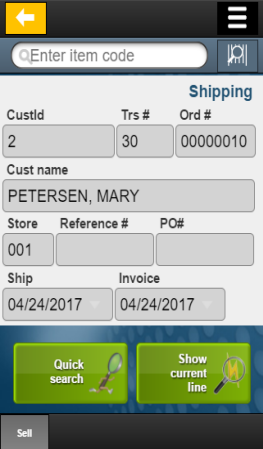 Enter item code
Shipping
CustId Trs # Ord #
2 30 00000010
Cust name
PETERSEN, MARY
Store Reference # PO#
001
Ship Invoice
04/24/2017 04/24/2017
Quick
search
Show
current
line
Sell